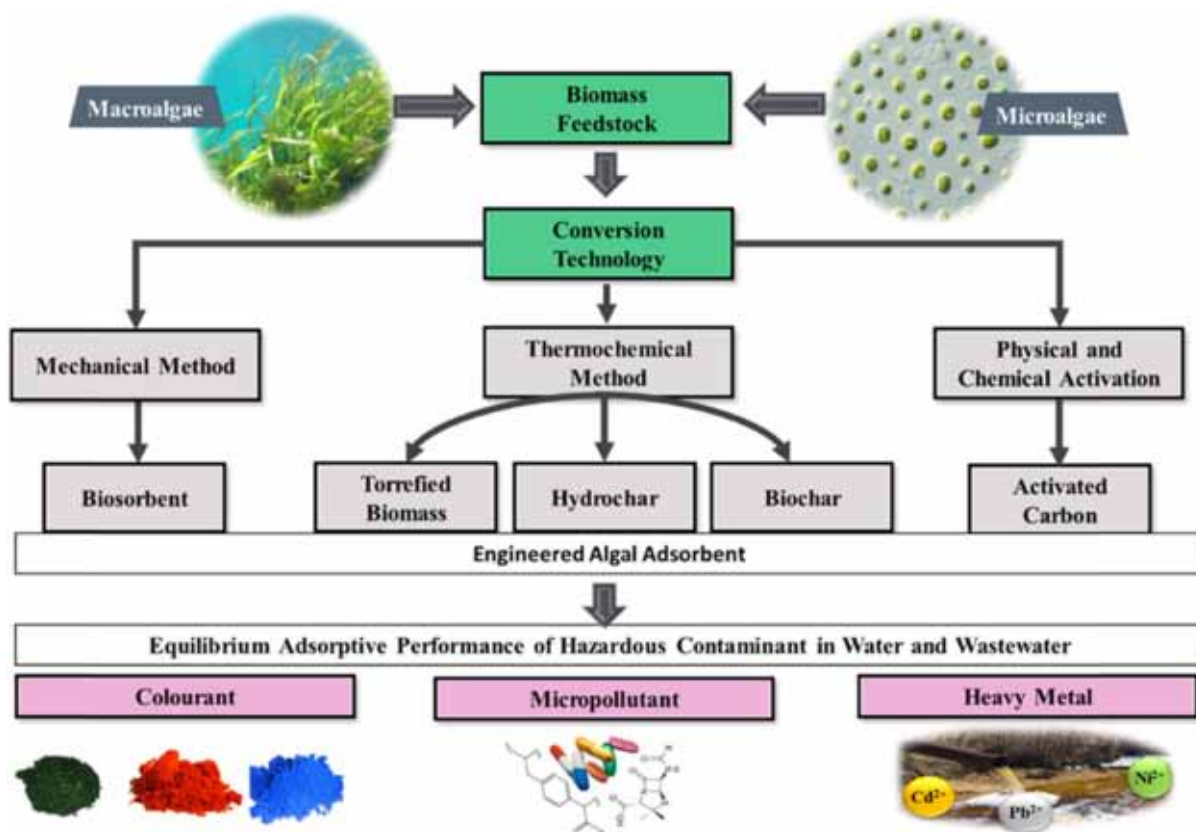 Macroalgae
Biomass
Feedstock
Microalgae
Conversion
Technology
Mechanical Method
Thermochemical
Method
Physical and
Chemical Activation
Biosorbent
Torrefied
Biomass
Hydrochar
Biochar
Activated
Carbon
Engineered Algal Adsorbent
Equilibrium Adsorptive Performance of Hazardous Contaminant in Water and Wastewater
Colourant
Micropollutant
Heavy Metal
Cd²⁺
Pb²⁺
Ni²⁺